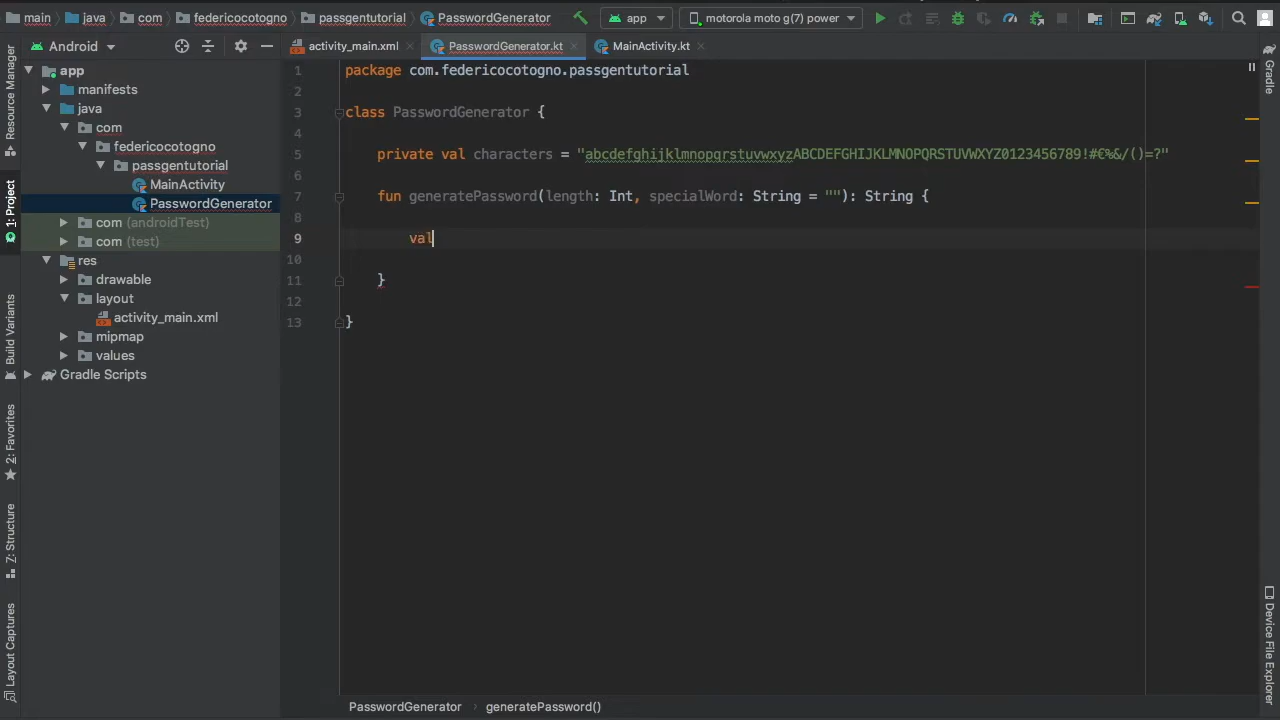 main java com federicocotogno passgentutorial PasswordGenerator app motorola moto g(7) power
Android activity_main.xml PasswordGenerator.kt MainActivity.kt
Resource Manager
1: Project
Build Variants
2: Favorites
Z: Structure
Layout Captures
app
manifests
java
com
federicocotogno
passgentutorial
MainActivity
PasswordGenerator
com (androidTest)
com (test)
res
drawable
layout
activity_main.xml
mipmap
values
Gradle Scripts
1 package com.federicocotogno.passgentutorial
2
3 class PasswordGenerator {
4
5 private val characters = "abcdefghijklmnopqrstuvwxyzABCDEFGHIJKLMNOPQRSTUVWXYZ0123456789!#€%&/()=?"
6
7 fun generatePassword(length: Int, specialWord: String = ""): String {
8
9 val
10
11 }
12
13 }
Gradle
Device File Explorer
PasswordGenerator generatePassword()